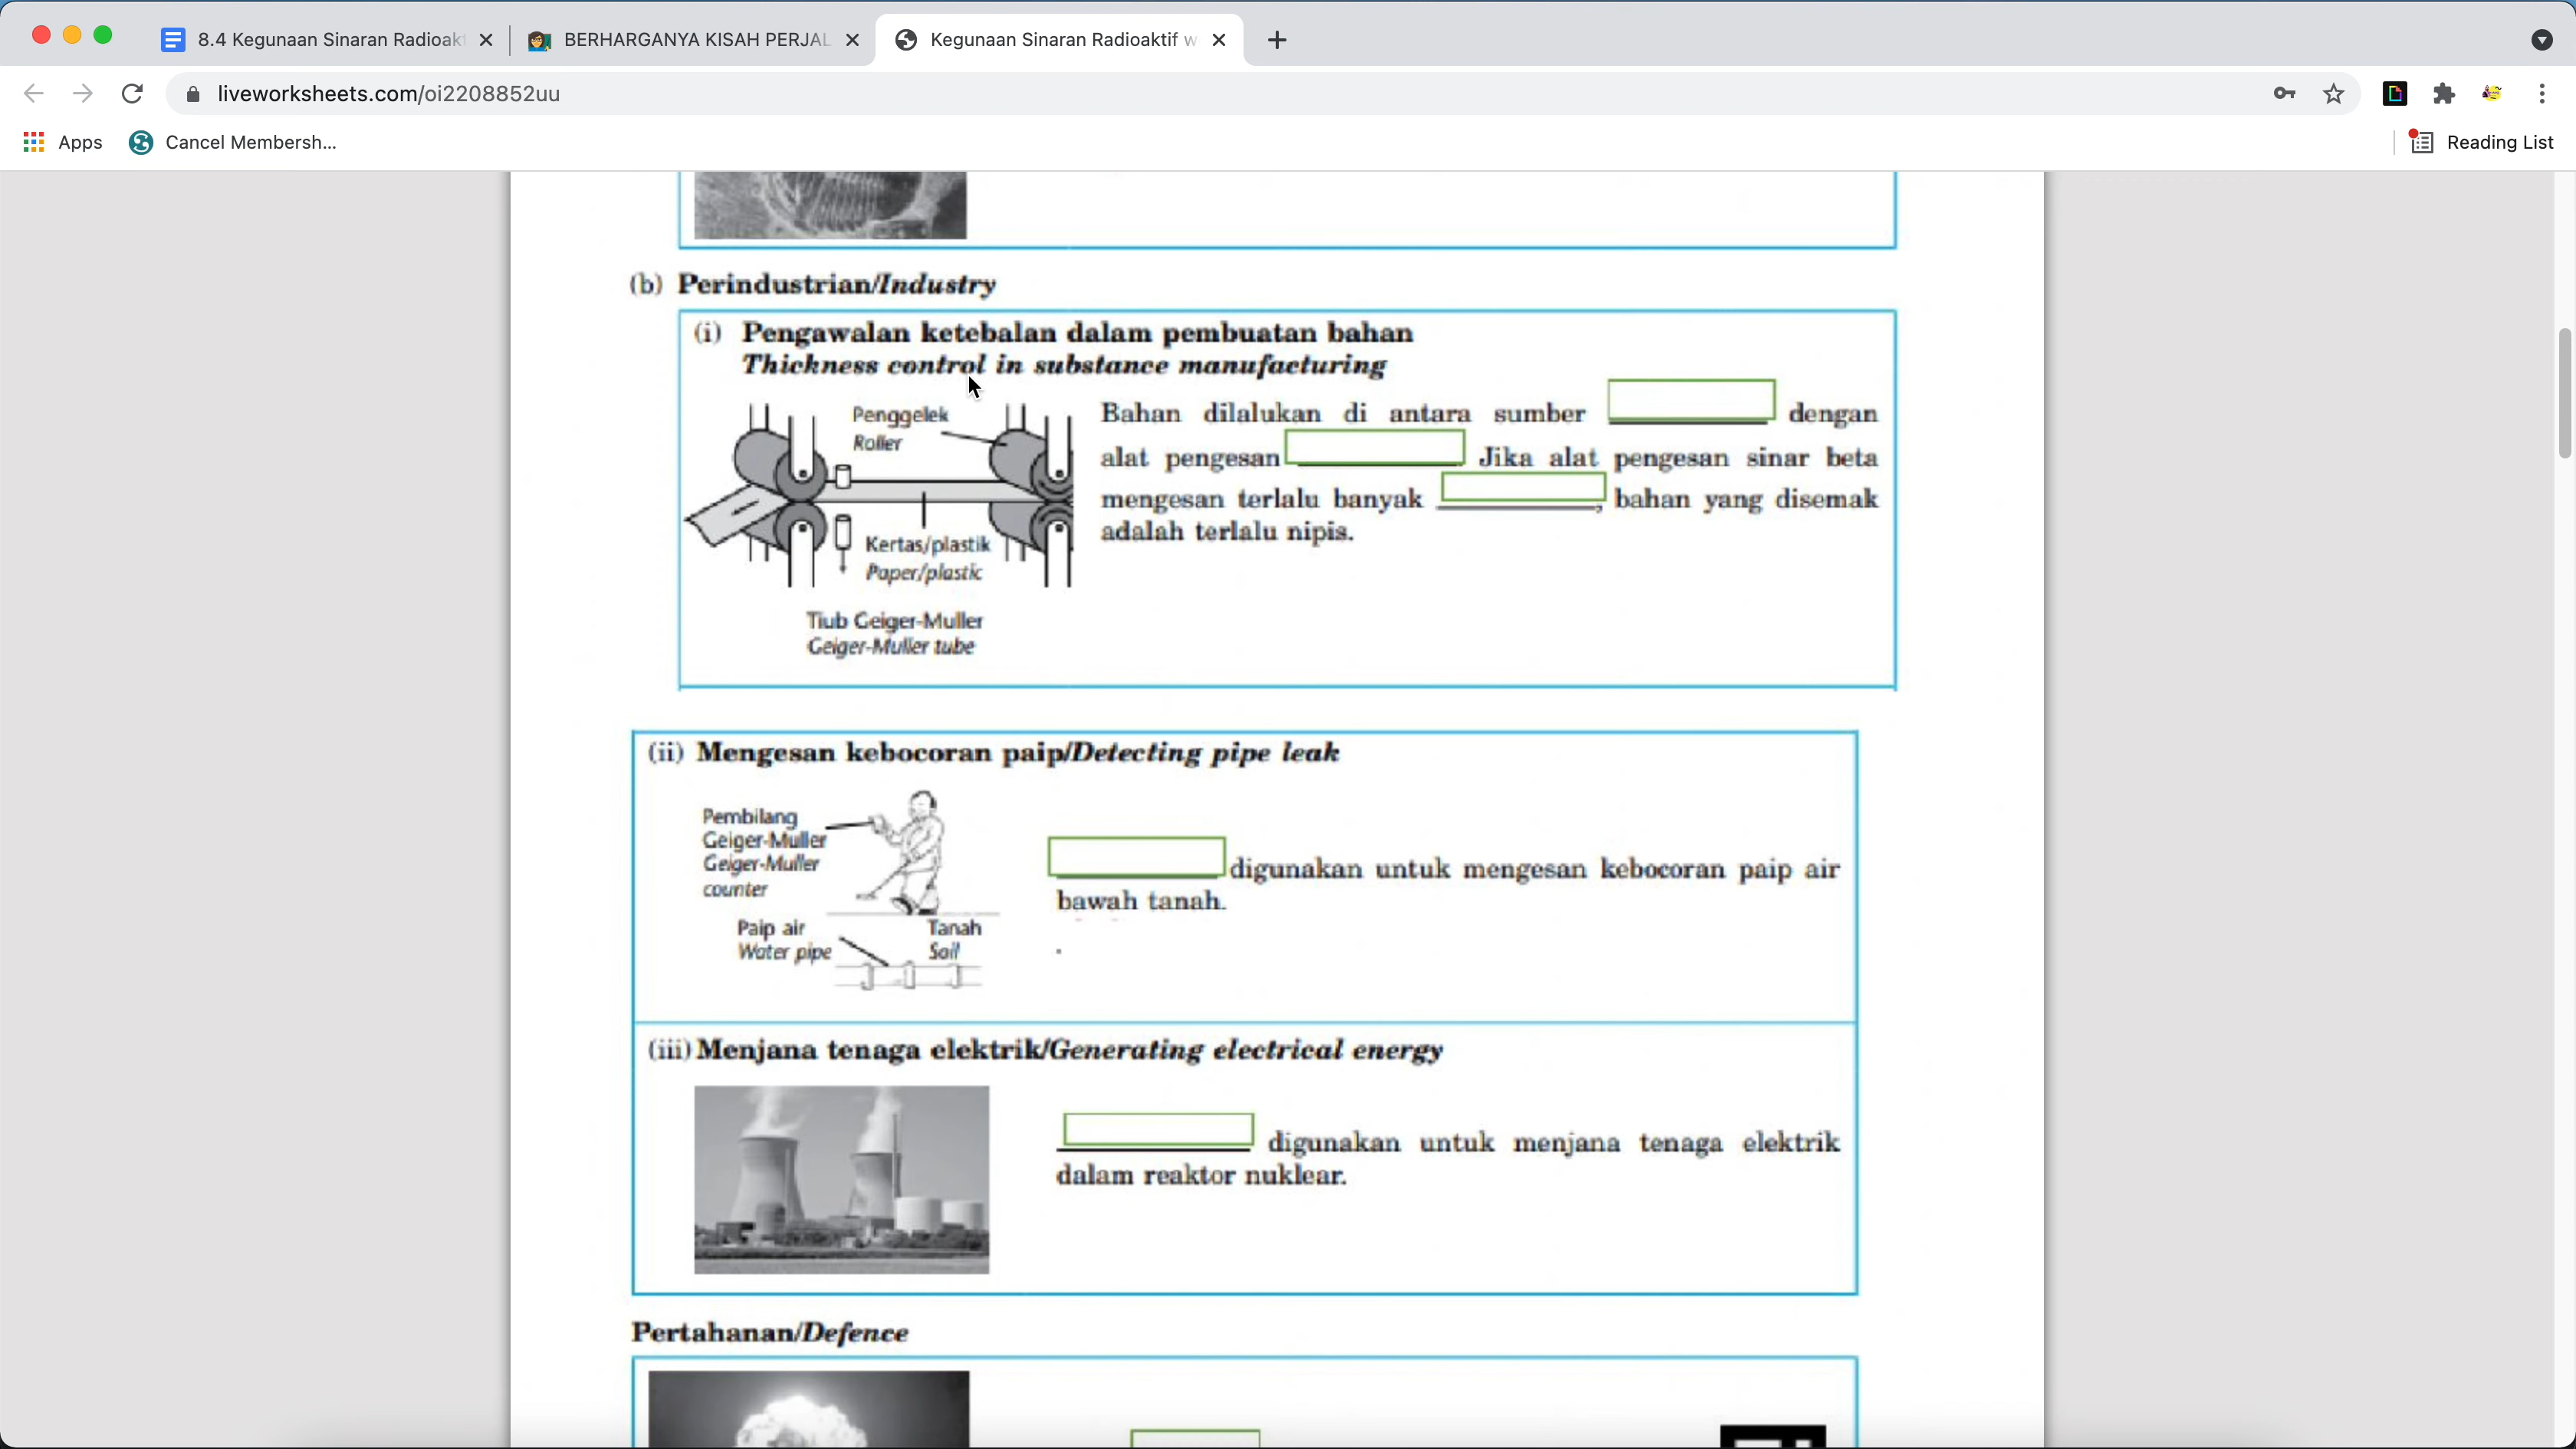 8.4 Kegunaan Sinaran Radioakt
BERHARGANYA KISAH PERJAL
Kegunaan Sinaran Radioaktif w
liveworksheets.com/oi2208852uu
Apps
Cancel Membersh...
Reading List
(b) Perindustrian/Industry
(i) Pengawalan ketebalan dalam pembuatan bahan
Thickness control in substance manufacturing
Penggelek
Roller
Kertas/plastik
Paper/plastic
Tiub Geiger-Muller
Geiger-Muller tube
Bahan dilalukan di antara sumber dengan
alat pengesan Jika alat pengesan sinar beta
mengesan terlalu banyak , bahan yang disemak
adalah terlalu nipis.
(ii) Mengesan kebocoran paip/Detecting pipe leak
Pembilang
Geiger-Muller
Geiger-Muller
counter
Paip air
Water pipe
Tanah
Soil
digunakan untuk mengesan kebocoran paip air
bawah tanah.
(iii) Menjana tenaga elektrik/Generating electrical energy
digunakan untuk menjana tenaga elektrik
dalam reaktor nuklear.
Pertahanan/Defence